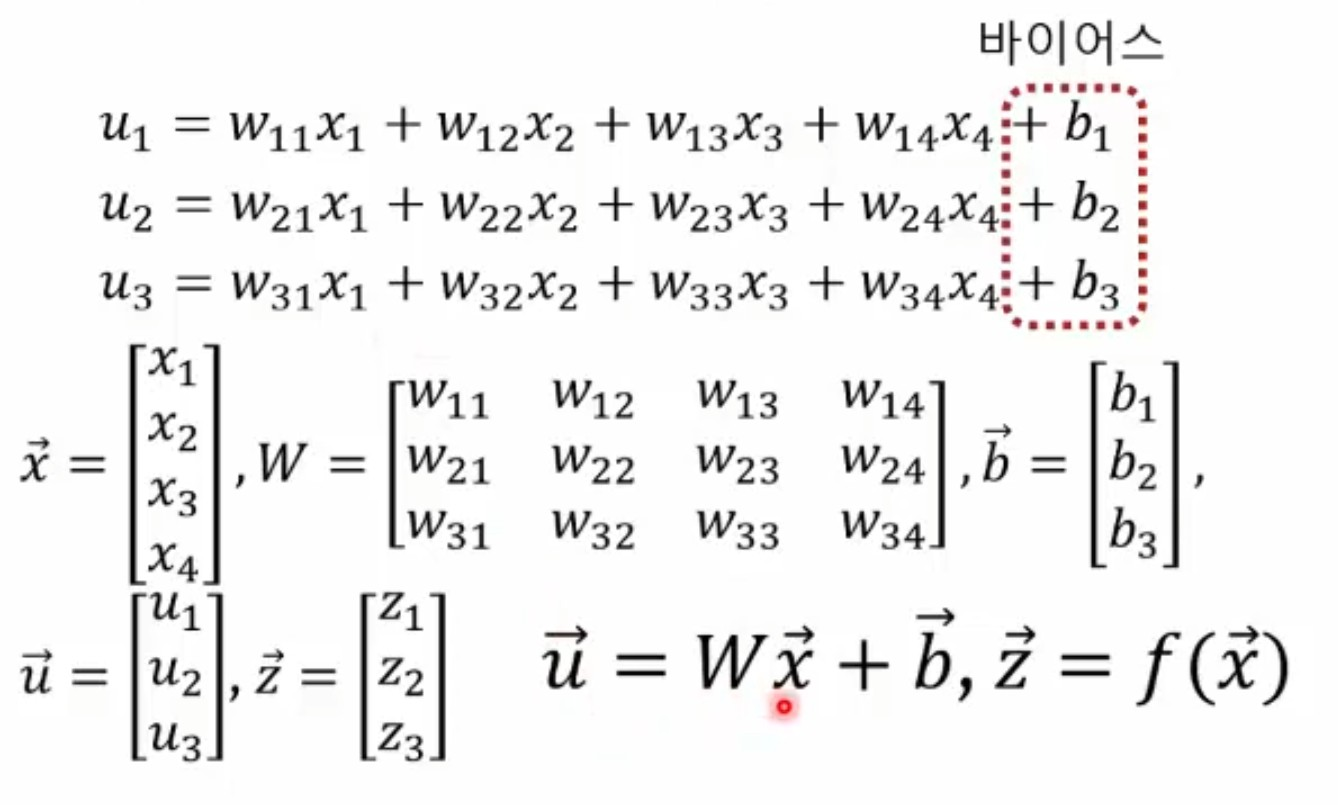 바이어스
u₁ = w₁₁x₁ + w₁₂x₂ + w₁₃x₃ + w₁₄x₄ + b₁
u₂ = w₂₁x₁ + w₂₂x₂ + w₂₃x₃ + w₂₄x₄ + b₂
u₃ = w₃₁x₁ + w₃₂x₂ + w₃₃x₃ + w₃₄x₄ + b₃
x⃗ = [x₁ x₂ x₃ x₄], W = [w₁₁ w₁₂ w₁₃ w₁₄ w₂₁ w₂₂ w₂₃ w₂₄ w₃₁ w₃₂ w₃₃ w₃₄], b⃗ = [b₁ b₂ b₃],
u⃗ = [u₁ u₂ u₃], z⃗ = [z₁ z₂ z₃] u⃗ = Wx⃗ + b⃗, z⃗ = f(x⃗)